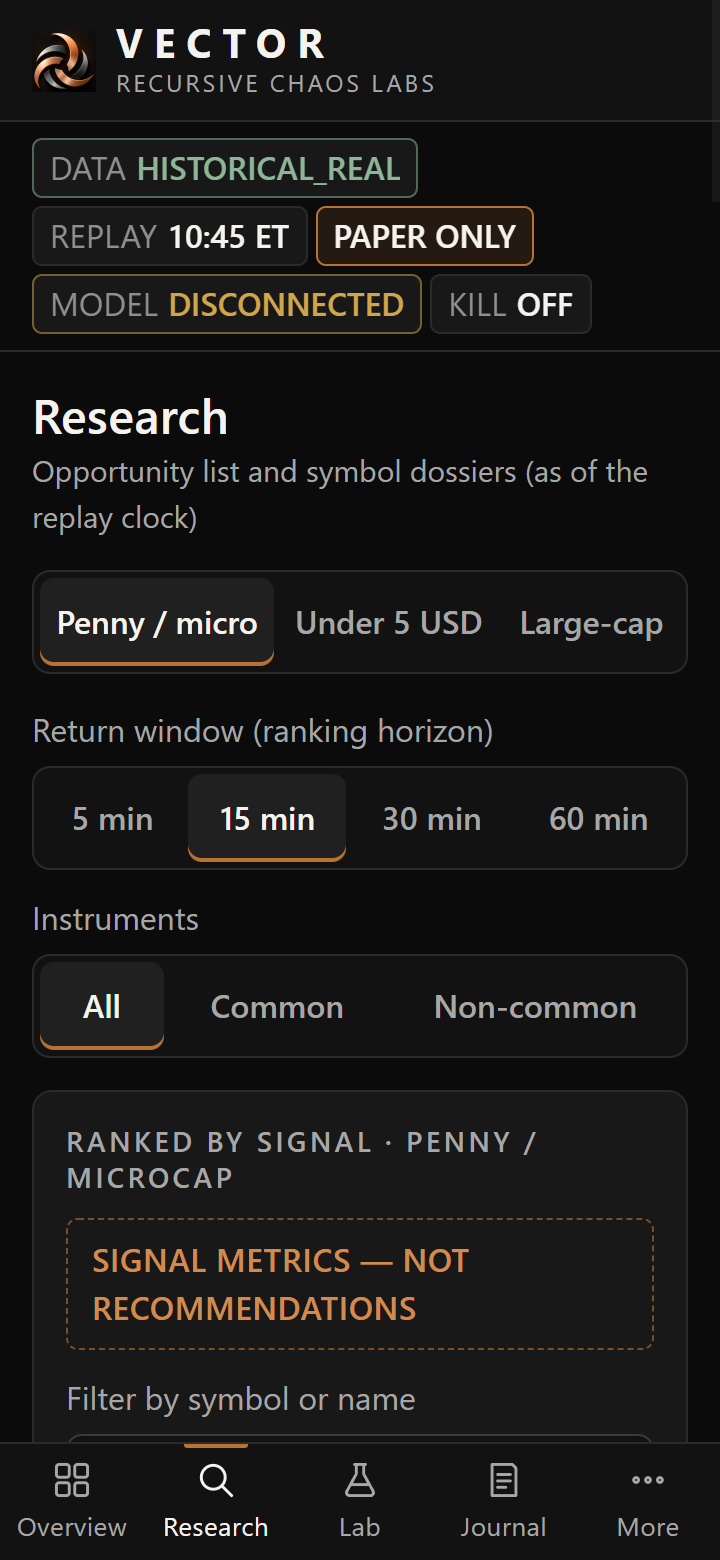 VECTOR
RECURSIVE CHAOS LABS
DATA HISTORICAL_REAL
REPLAY 10:45 ET PAPER ONLY
MODEL DISCONNECTED KILL OFF
Research
Opportunity list and symbol dossiers (as of the
replay clock)
Penny / micro Under 5 USD Large-cap
Return window (ranking horizon)
5 min 15 min 30 min 60 min
Instruments
All Common Non-common
RANKED BY SIGNAL · PENNY /
MICROCAP
SIGNAL METRICS — NOT
RECOMMENDATIONS
Filter by symbol or name
Overview Research Lab Journal More